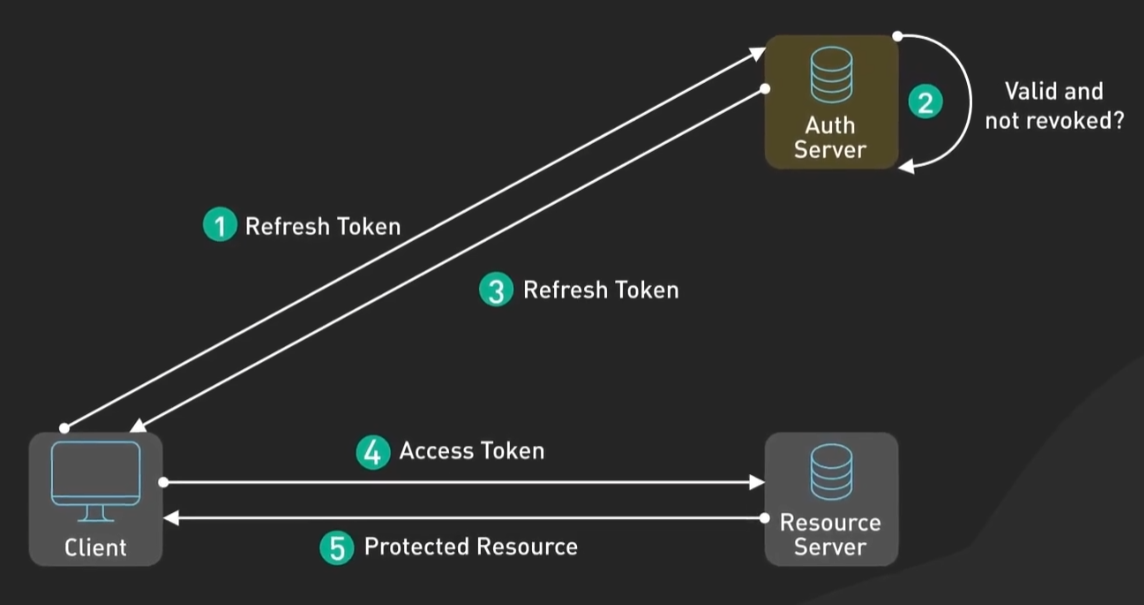 Auth
Server
2
Valid and
not revoked?
1 Refresh Token
3 Refresh Token
4 Access Token
Client
5 Protected Resource
Resource
Server